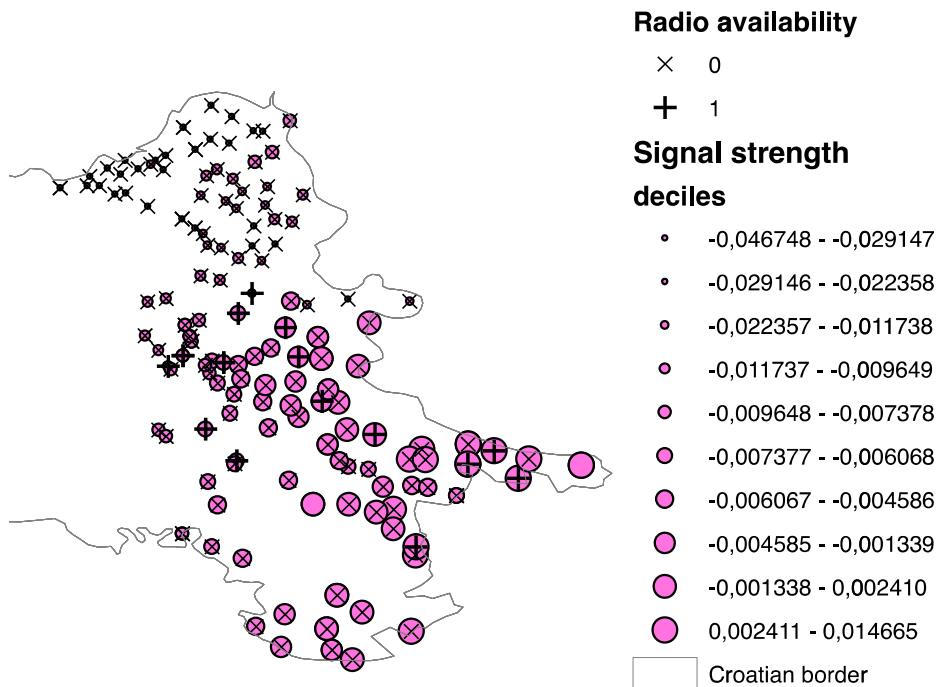 Radio availability
0
1
Signal strength
deciles
-0,046748 - -0,029147
-0,029146 - -0,022358
-0,022357 - -0,011738
-0,011737 - -0,009649
-0,009648 - -0,007378
-0,007377 - -0,006068
-0,006067 - -0,004586
-0,004585 - -0,001339
-0,001338 - 0,002410
0,002411 - 0,014665
Croatian border